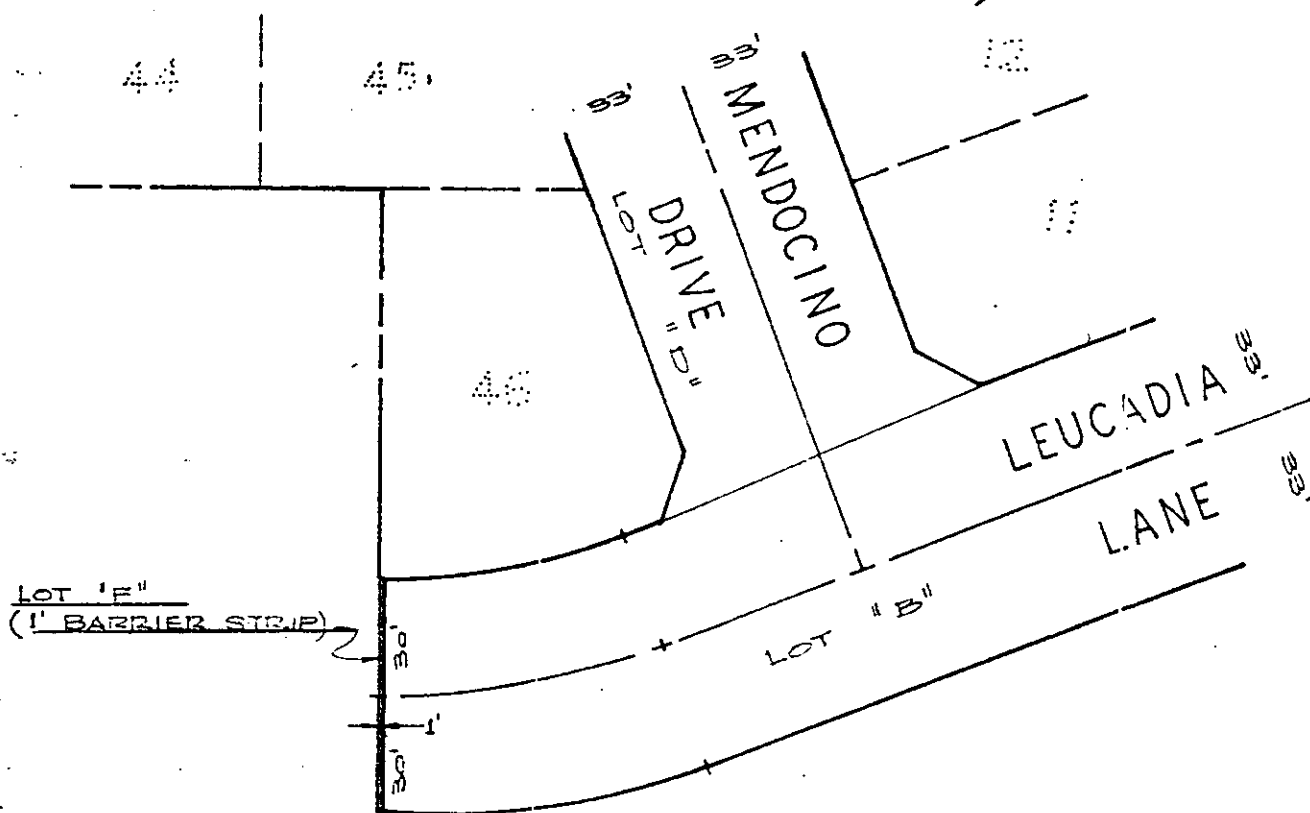 44
45
33'
33'
12
MENDOCINO
DRIVE
LOT "D"
11
46
LEUCADIA
33'
LANE
33'
LOT "F"
(1' BARRIER STRIP)
30'
LOT "B"
1'
30'